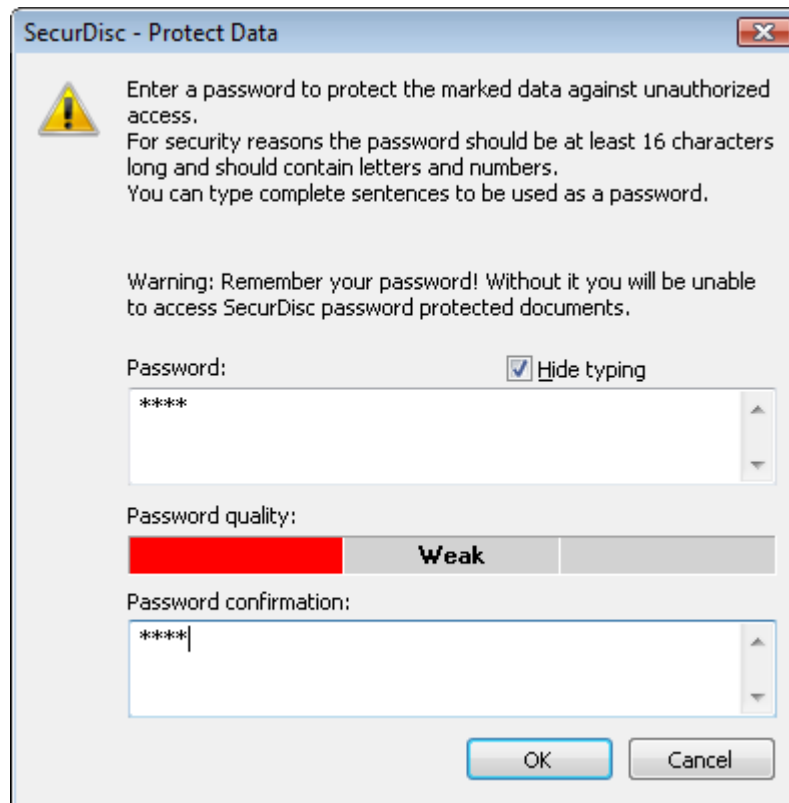 SecurDisc - Protect Data
Enter a password to protect the marked data against unauthorized
access.
For security reasons the password should be at least 16 characters
long and should contain letters and numbers.
You can type complete sentences to be used as a password.
Warning: Remember your password! Without it you will be unable
to access SecurDisc password protected documents.
Password: Hide typing
****
Password quality:
Weak
Password confirmation:
****
OK Cancel